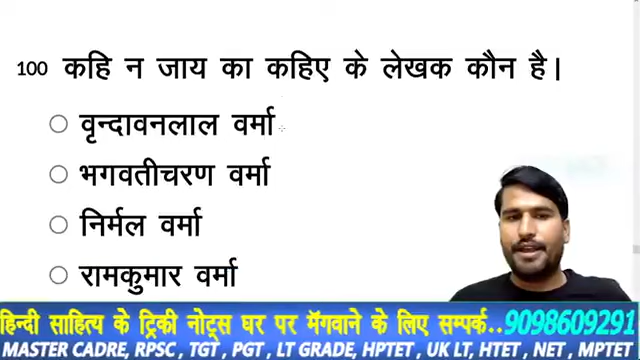 100 कहि न जाय का कहिए के लेखक कौन है।
वृन्दावनलाल वर्मा
भगवतीचरण वर्मा
निर्मल वर्मा
रामकुमार वर्मा
हिन्दी साहित्य के ट्रिकी नोट्स घर पर मॅगवाने के लिए सम्पर्क..9098609291
MASTER CADRE, RPSC , TGT , PGT , LT GRADE, HPTET , UK LT, HTET , NET, MPTET,